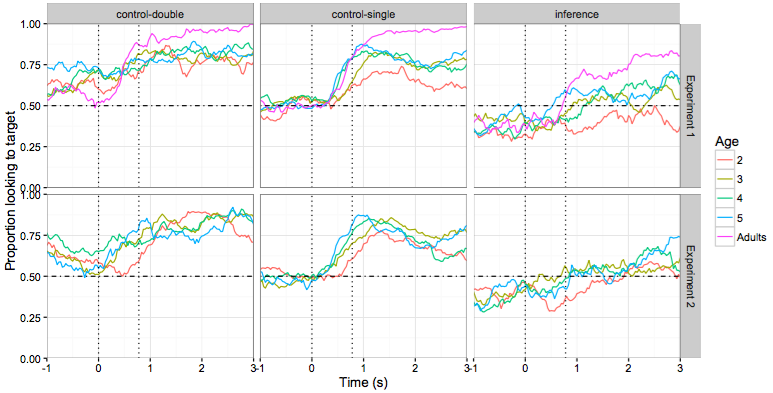 control-double control-single inference
Proportion looking to target
1.00
0.75
0.50
0.25
0.00
Experiment 1
1.00
0.75
0.50
0.25
0.00
Experiment 2
-1 0 1 2 3
-1 0 1 2 3
-1 0 1 2 3
Time (s)
Age
2
3
4
5
Adults